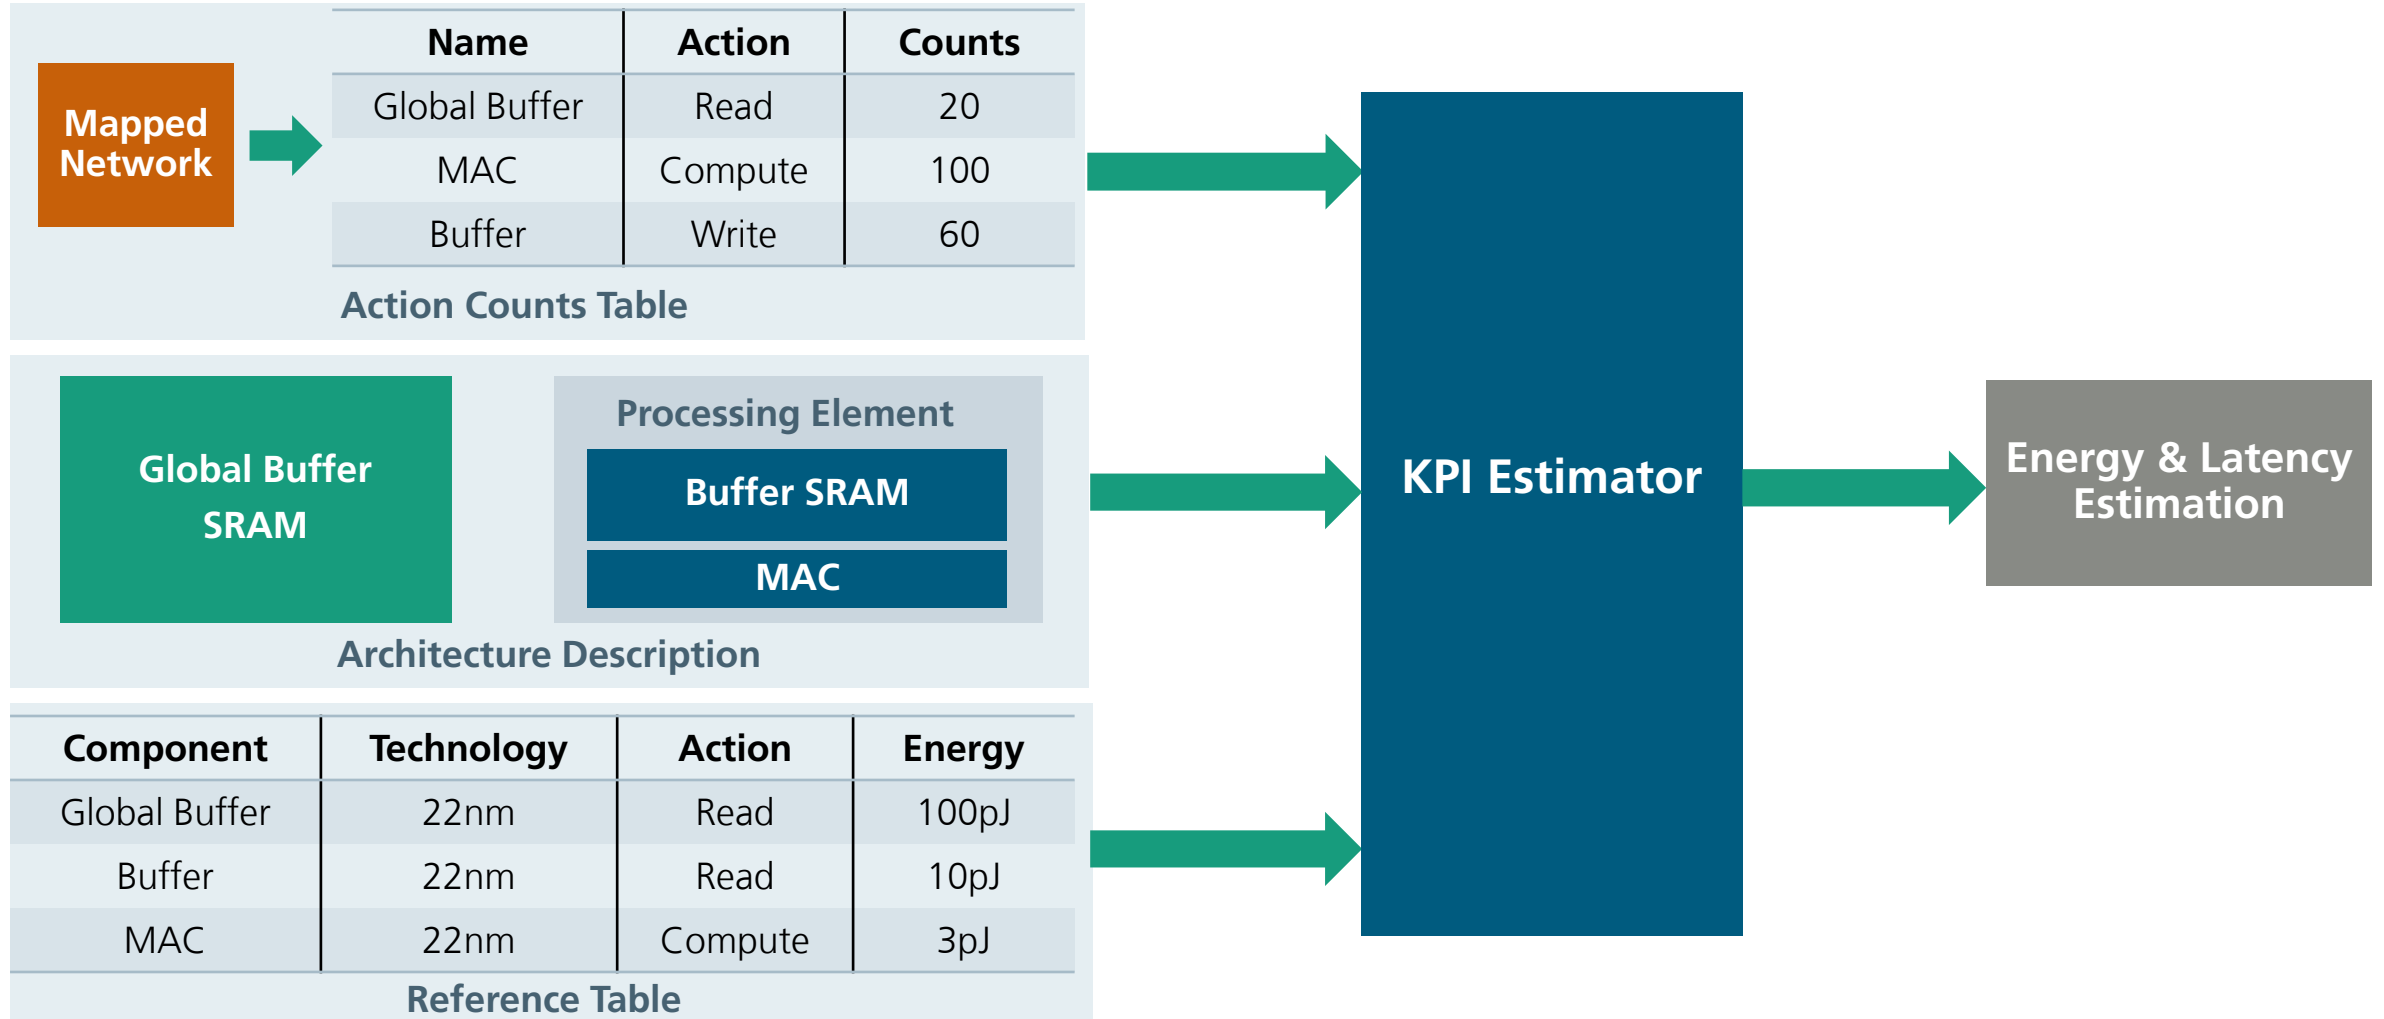 Mapped
Network
Name Action Counts
Global Buffer Read 20
MAC Compute 100
Buffer Write 60
Action Counts Table
Global Buffer
SRAM
Processing Element
Buffer SRAM
MAC
Architecture Description
Component Technology Action Energy
Global Buffer 22nm Read 100pJ
Buffer 22nm Read 10pJ
MAC 22nm Compute 3pJ
Reference Table
KPI Estimator
Energy & Latency
Estimation